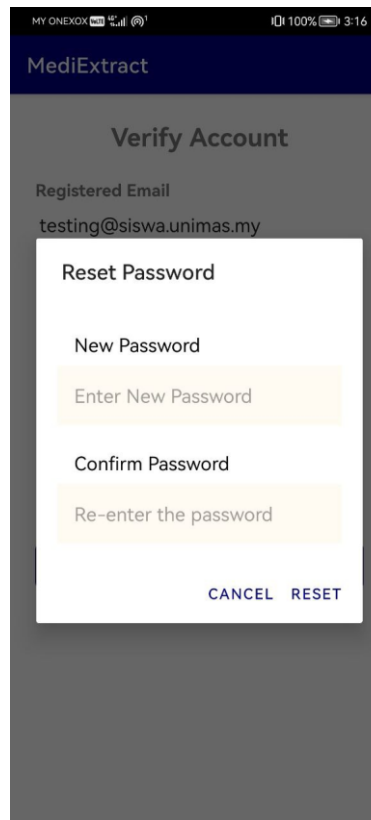 MY ONEXOX 100% 3:16
MediExtract
Verify Account
Registered Email
testing@siswa.unimas.my
Reset Password
New Password
Enter New Password
Confirm Password
Re-enter the password
CANCEL RESET